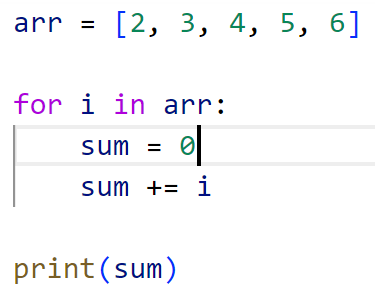 arr = [2, 3, 4, 5, 6]
for i in arr:
    sum = 0
    sum += i
print(sum)